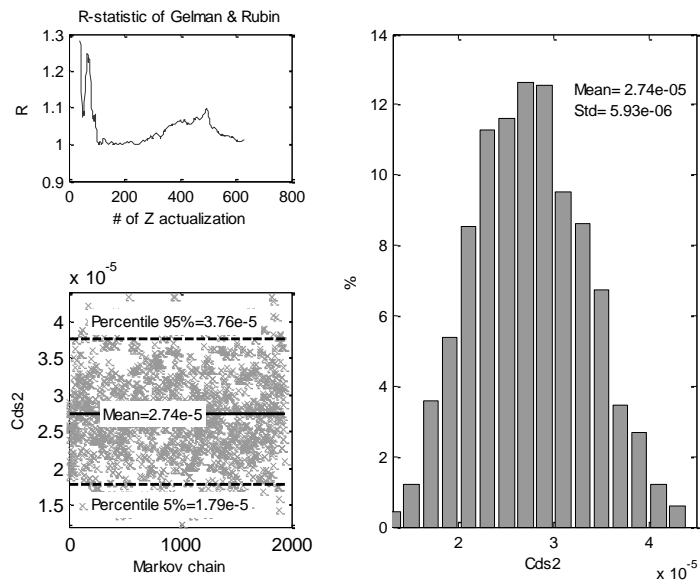 R-statistic of Gelman & Rubin
1.3
1.2
1.1
1
0.9
R
0
200
400
600
800
# of Z actualization
x 10-5
4
3.5
3
2.5
2
1.5
Cds2
Percentile 95%=3.76e-5
Mean=2.74e-5
Percentile 5%=1.79e-5
0
1000
2000
Markov chain
14
12
10
8
6
4
2
0
%
Mean= 2.74e-05
Std= 5.93e-06
2
3
4
Cds2
x 10-5